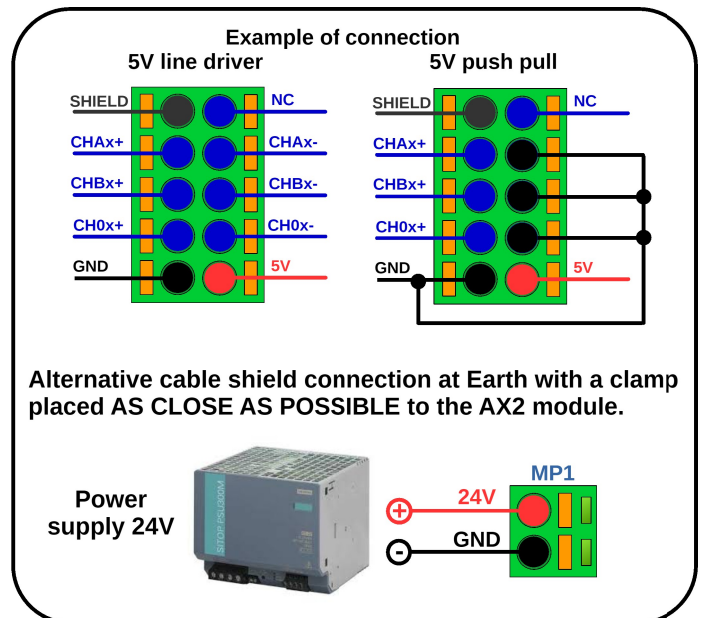 Example of connection
5V line driver
5V push pull
SHIELD
NC
CHAx+
CHAx-
CHBx+
CHBx-
CH0x+
CH0x-
GND
5V
SHIELD
NC
CHAx+
CHBx+
CH0x+
GND
5V
Alternative cable shield connection at Earth with a clamp
placed AS CLOSE AS POSSIBLE to the AX2 module.
Power
supply 24V
SITOP PSU300M
MP1
+
24V
-
GND